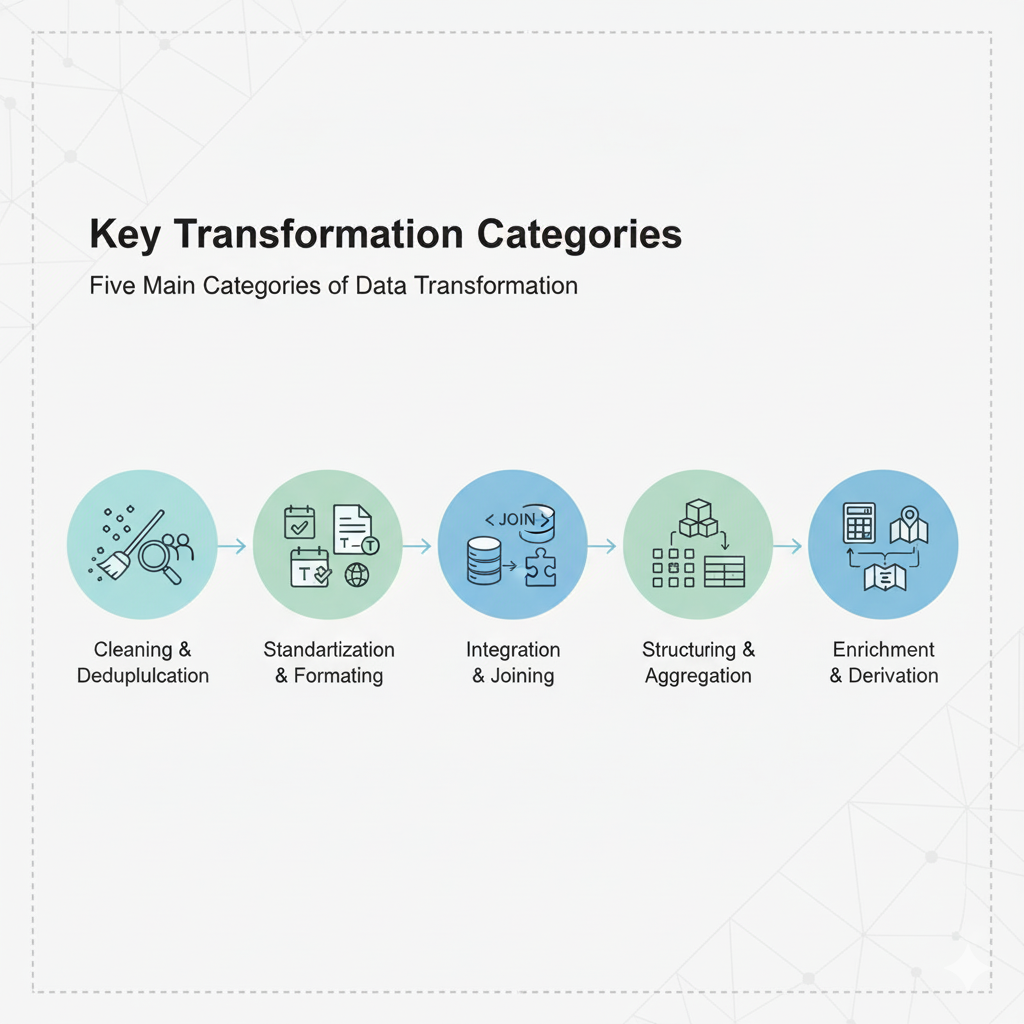 Key Transformation Categories
Five Main Categories of Data Transformation
< JOIN >
T
T
T
Cleaning &
Deduplulcation
Standartization
& Formating
Integration
& Joining
Structuring &
Aggregation
Enrichment
& Derivation